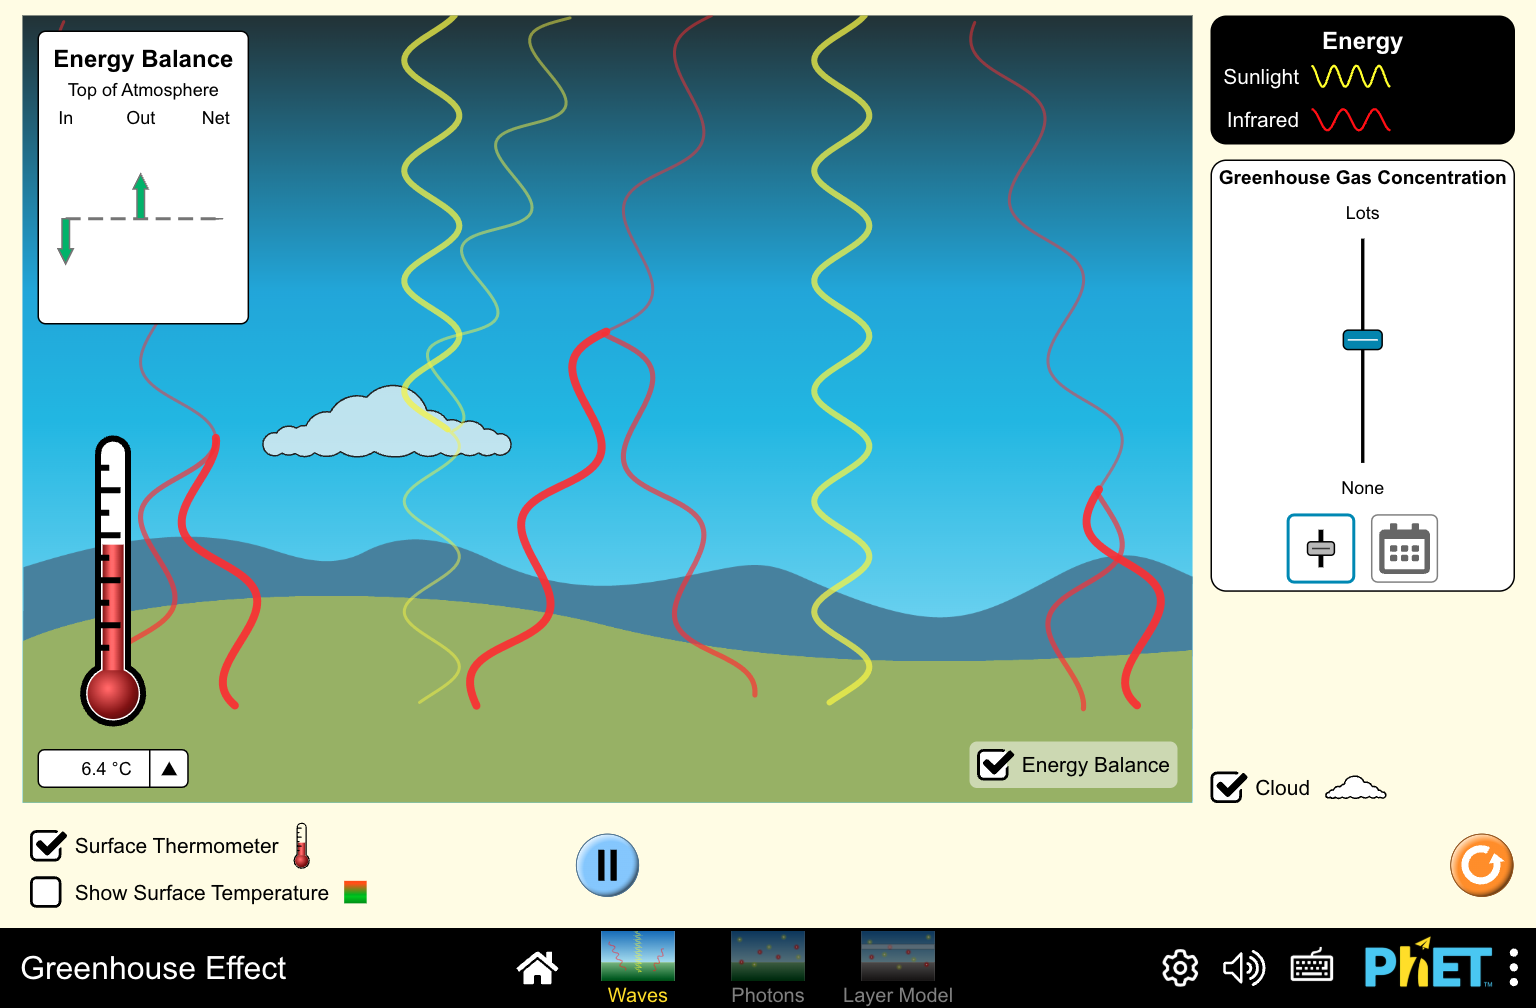 Energy Balance
Top of Atmosphere
In Out Net
6.4 °C
Energy Balance
Energy
Sunlight
Infrared
Greenhouse Gas Concentration
Lots
None
Cloud
Surface Thermometer
Show Surface Temperature
Greenhouse Effect
Waves
Photons
Layer Model
PhET™